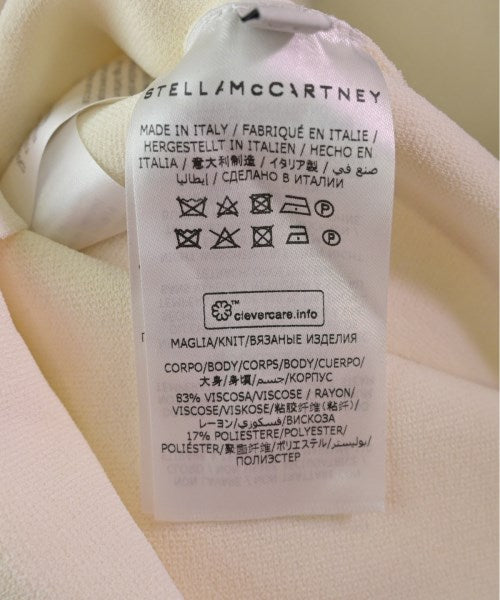 STELLA McCARTNEY
MADE IN ITALY / FABRIQUÉ EN ITALIE /
HERGESTELLT IN ITALIEN / HECHO EN
ITALIA / 意大利制造 / イタリア製 / صنع في
إيطاليا / СДЕЛАНО В ИТАЛИИ
P
P
TM clevercare.info
MAGLIA/KNIT/ВЯЗАНЫЕ ИЗДЕЛИЯ
CORPO/BODY/CORPS/BODY/CUERPO/
大身/身頃/جسم/КОРПУС
83% VISCOSA/VISCOSE / RAYON/
VISCOSE/VISKOSE/粘胶纤维(粘纤)/
レーヨン/فسكوزي/ВИСКОЗА
17% POLIESTERE/POLYESTER/
POLIÉSTER/聚酯纤维/ポリエステル/بوليستر/
ПОЛИЭСТЕР